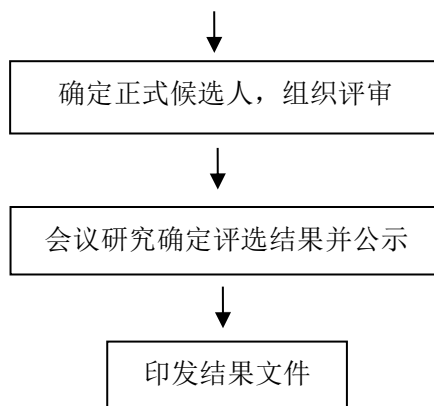 确定正式候选人，组织评审
会议研究确定评选结果并公示
印发结果文件